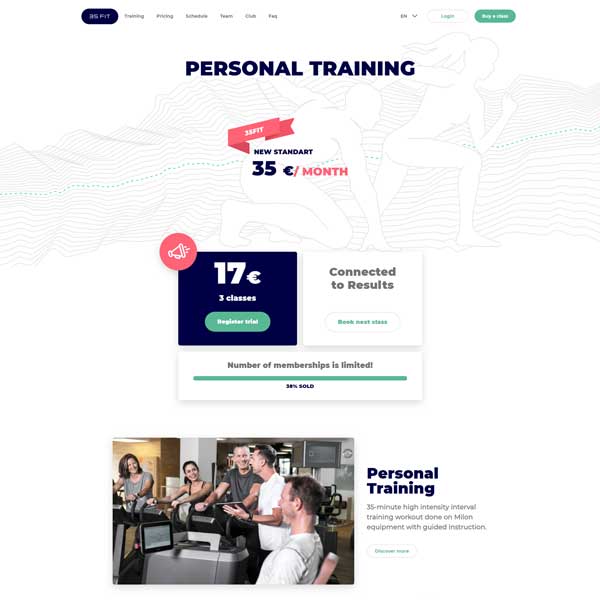 35 FIT
Training
Pricing
Schedule
Team
Club
Faq
EN
Login
Buy a class
PERSONAL TRAINING
35FIT
NEW STANDART
35 €/ MONTH
17€
3 classes
Register trial
Connected
to Results
Book next class
Number of memberships is limited!
38% SOLD
Personal
Training
35-minute high intensity interval
training workout done on Milon
equipment with guided instruction.
Discover more